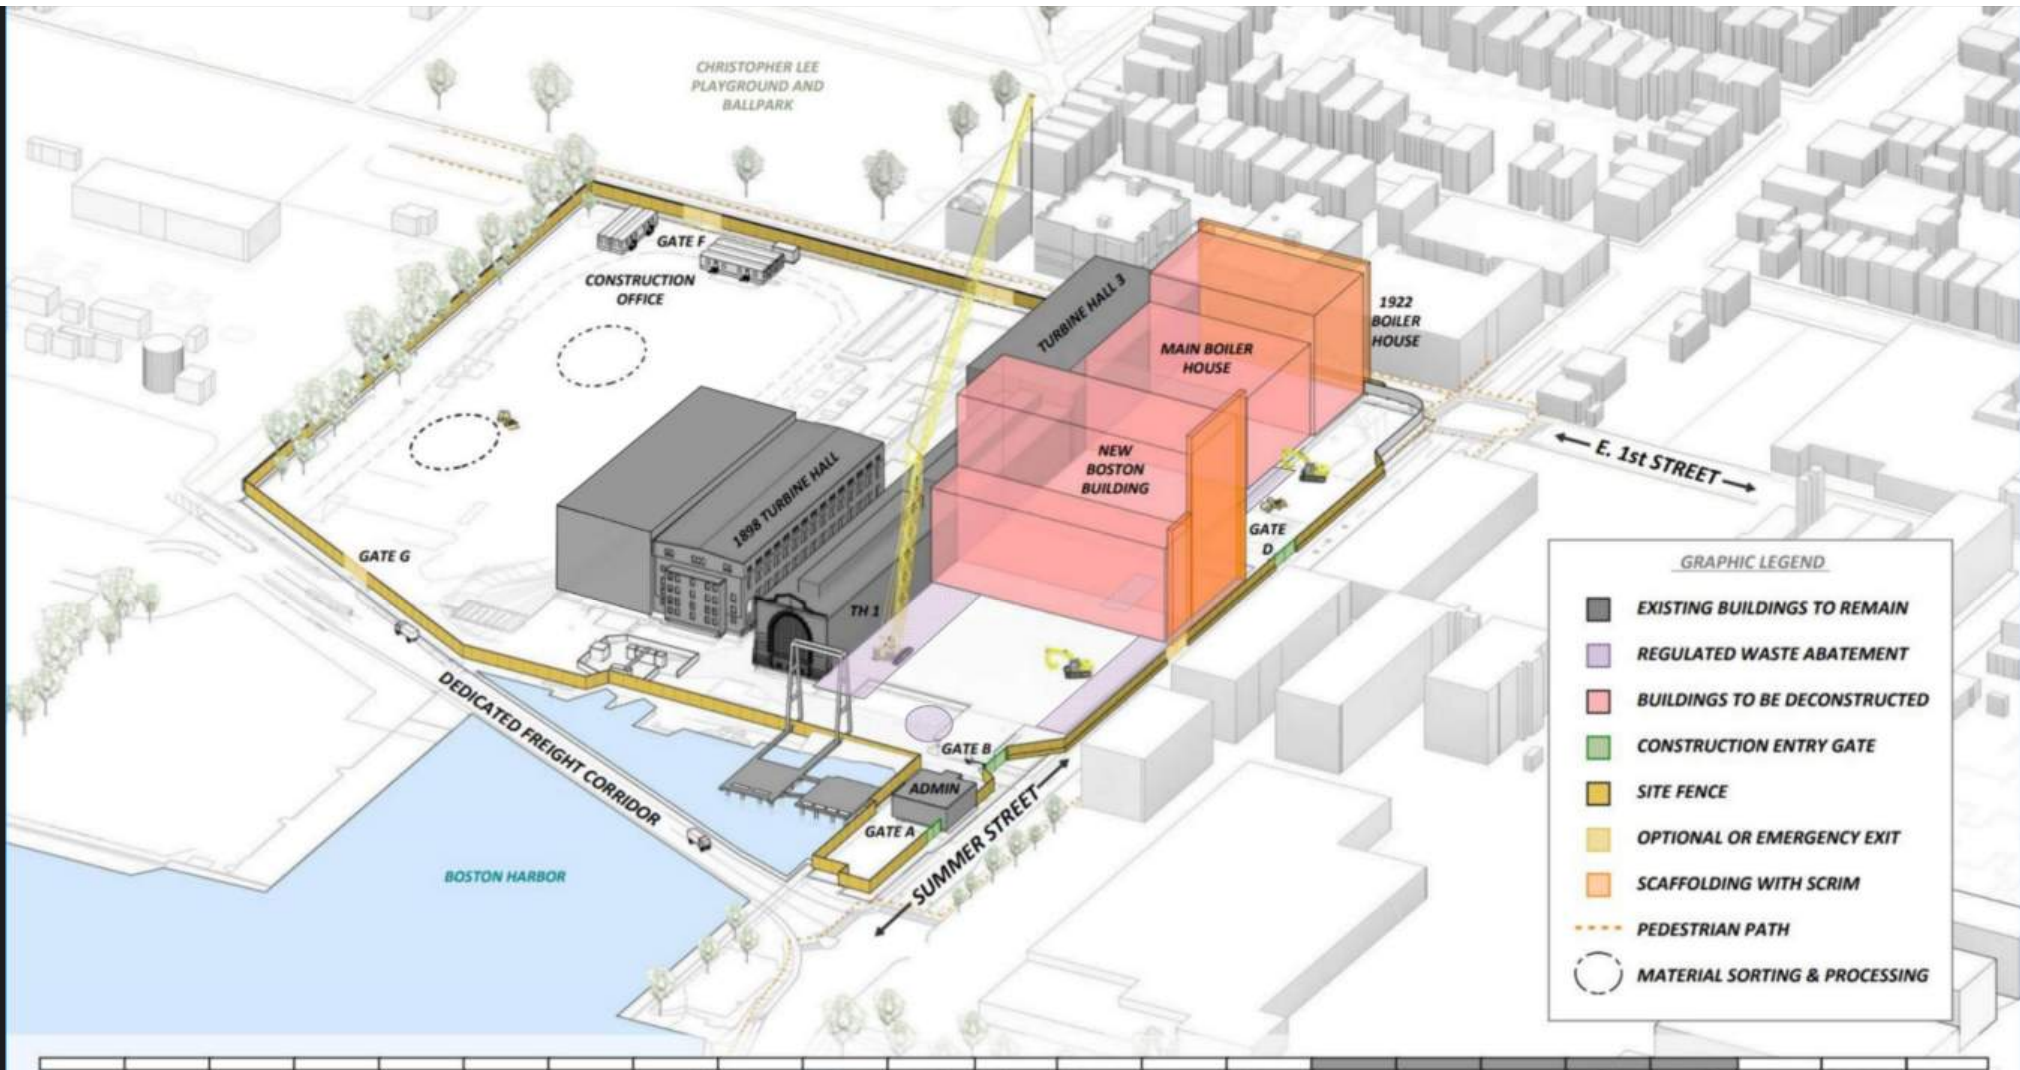 CHRISTOPHER LEE
PLAYGROUND AND
BALLPARK
GATE F
CONSTRUCTION
OFFICE
TURBINE HALL 3
1922
BOILER
HOUSE
MAIN BOILER
HOUSE
NEW
BOSTON
BUILDING
1898 TURBINE HALL
E. 1st STREET
GATE
D
GATE G
TH 1
DEDICATED FREIGHT CORRIDOR
GATE B
ADMIN
GATE A
SUMMER STREET
BOSTON HARBOR
GRAPHIC LEGEND
EXISTING BUILDINGS TO REMAIN
REGULATED WASTE ABATEMENT
BUILDINGS TO BE DECONSTRUCTED
CONSTRUCTION ENTRY GATE
SITE FENCE
OPTIONAL OR EMERGENCY EXIT
SCAFFOLDING WITH SCRIM
PEDESTRIAN PATH
MATERIAL SORTING & PROCESSING